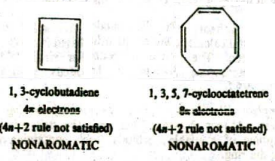 1, 3-cyclobutadiene
4π electrons
(4n+2 rule not satisfied)
NONAROMATIC
1, 3, 5, 7-cyclooctatetrene
8π electrons
(4n+2 rule not satisfied)
NONAROMATIC